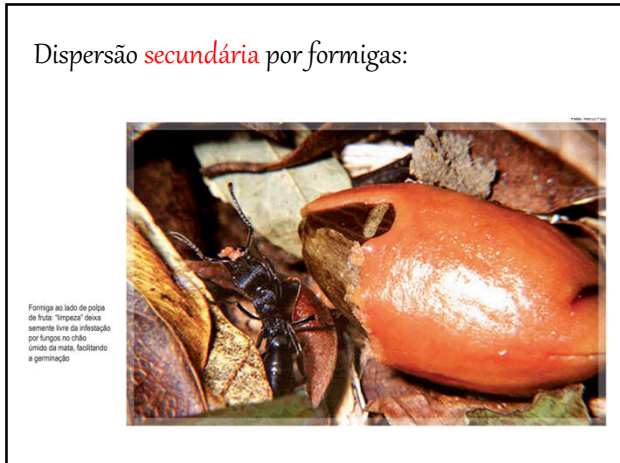 Dispersão secundária por formigas:
Formiga ao lado de polpa
de fruta: "limpeza" deixa
semente livre da infestação
por fungos no chão
úmido da mata, facilitando
a germinação